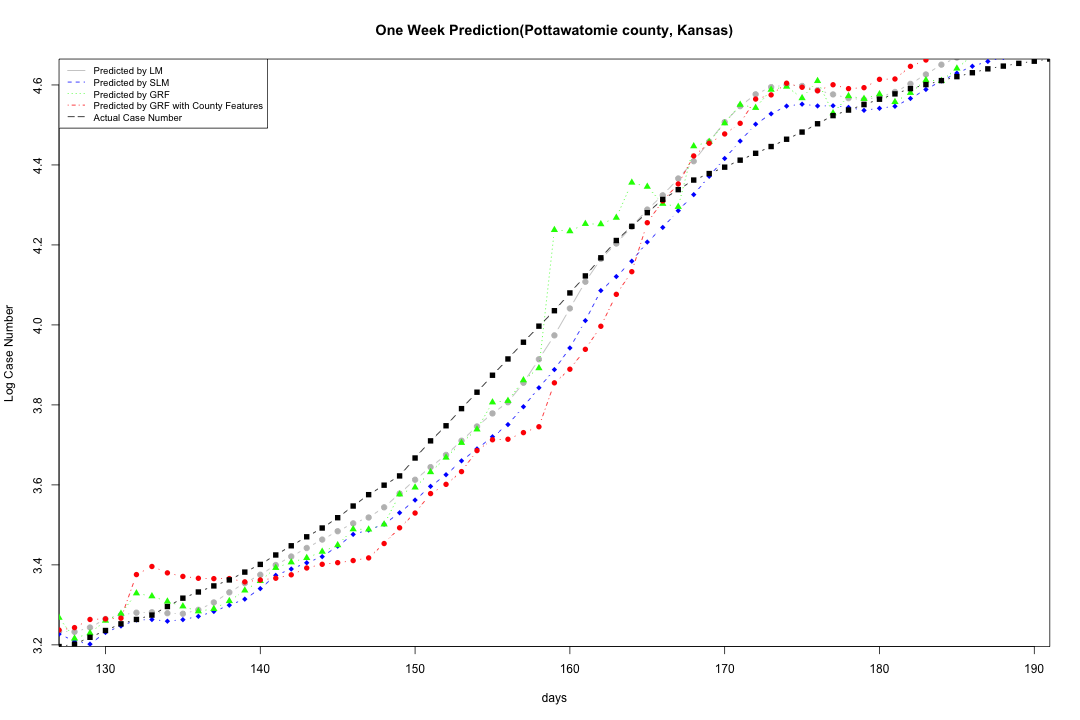 One Week Prediction(Pottawatomie county, Kansas)
Predicted by LM
Predicted by SLM
Predicted by GRF
Predicted by GRF with County Features
Actual Case Number
4.6
4.4
4.2
4.0
3.8
3.6
3.4
3.2
Log Case Number
130 140 150 160 170 180 190
days